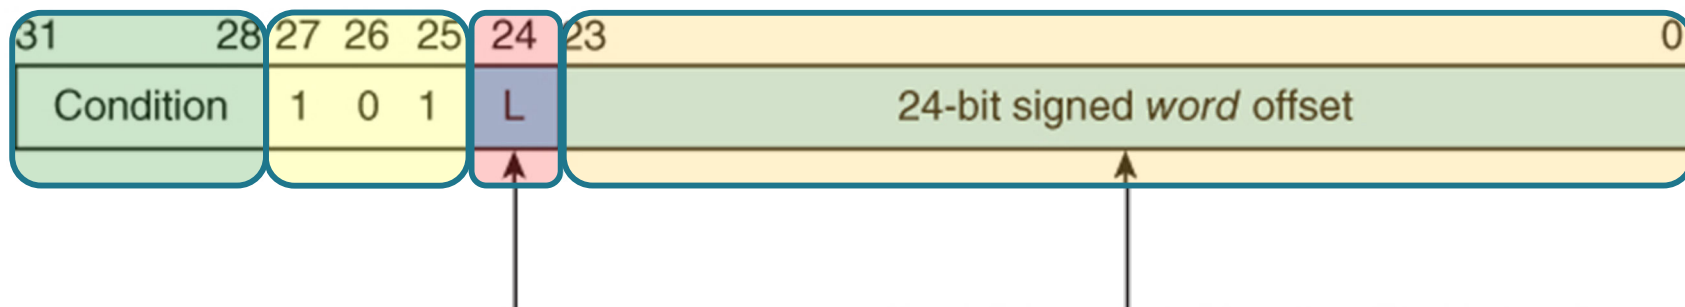 31 28 27 26 25 24 23 0
Condition 1 0 1 L 24-bit signed word offset